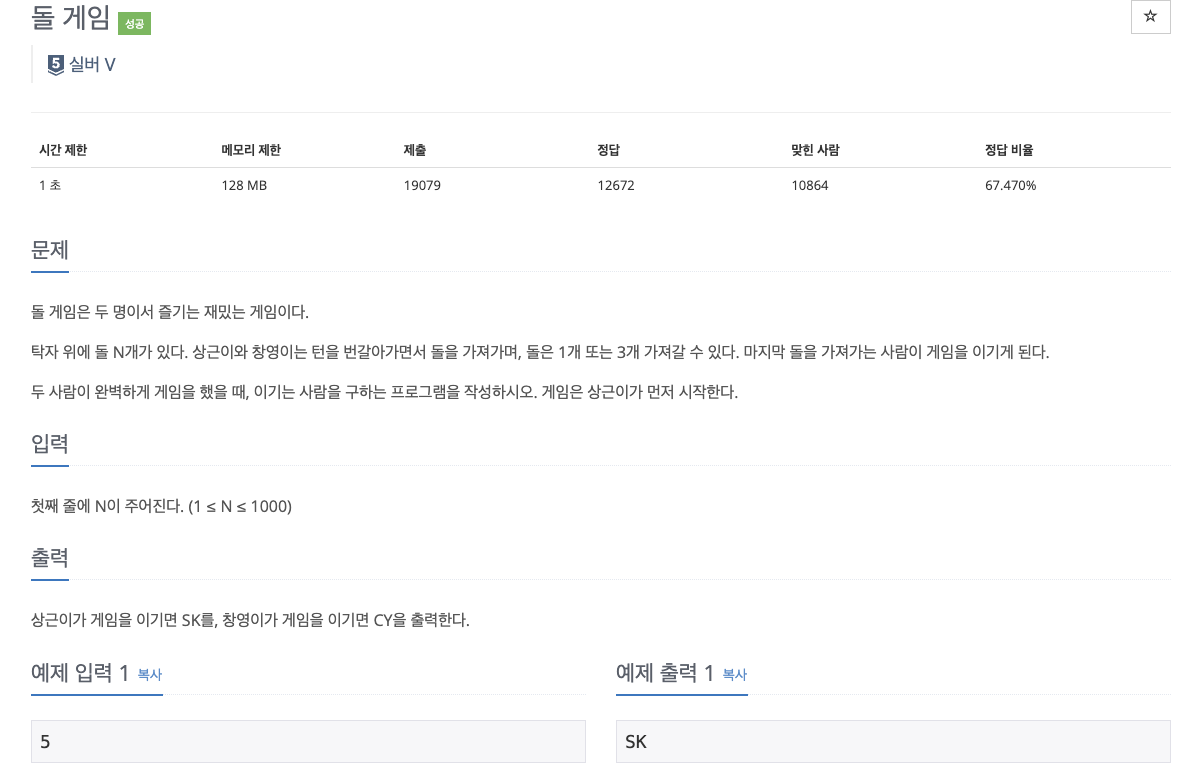 돌 게임 성공
☆
5 실버 V
시간 제한 메모리 제한 제출 정답 맞힌 사람 정답 비율
1 초 128 MB 19079 12672 10864 67.470%
문제
돌 게임은 두 명이서 즐기는 재밌는 게임이다.
탁자 위에 돌 N개가 있다. 상근이와 창영이는 턴을 번갈아가면서 돌을 가져가며, 돌은 1개 또는 3개 가져갈 수 있다. 마지막 돌을 가져가는 사람이 게임을 이기게 된다.
두 사람이 완벽하게 게임을 했을 때, 이기는 사람을 구하는 프로그램을 작성하시오. 게임은 상근이가 먼저 시작한다.
입력
첫째 줄에 N이 주어진다. (1 ≤ N ≤ 1000)
출력
상근이가 게임을 이기면 SK를, 창영이가 게임을 이기면 CY을 출력한다.
예제 입력 1 복사
5
예제 출력 1 복사
SK